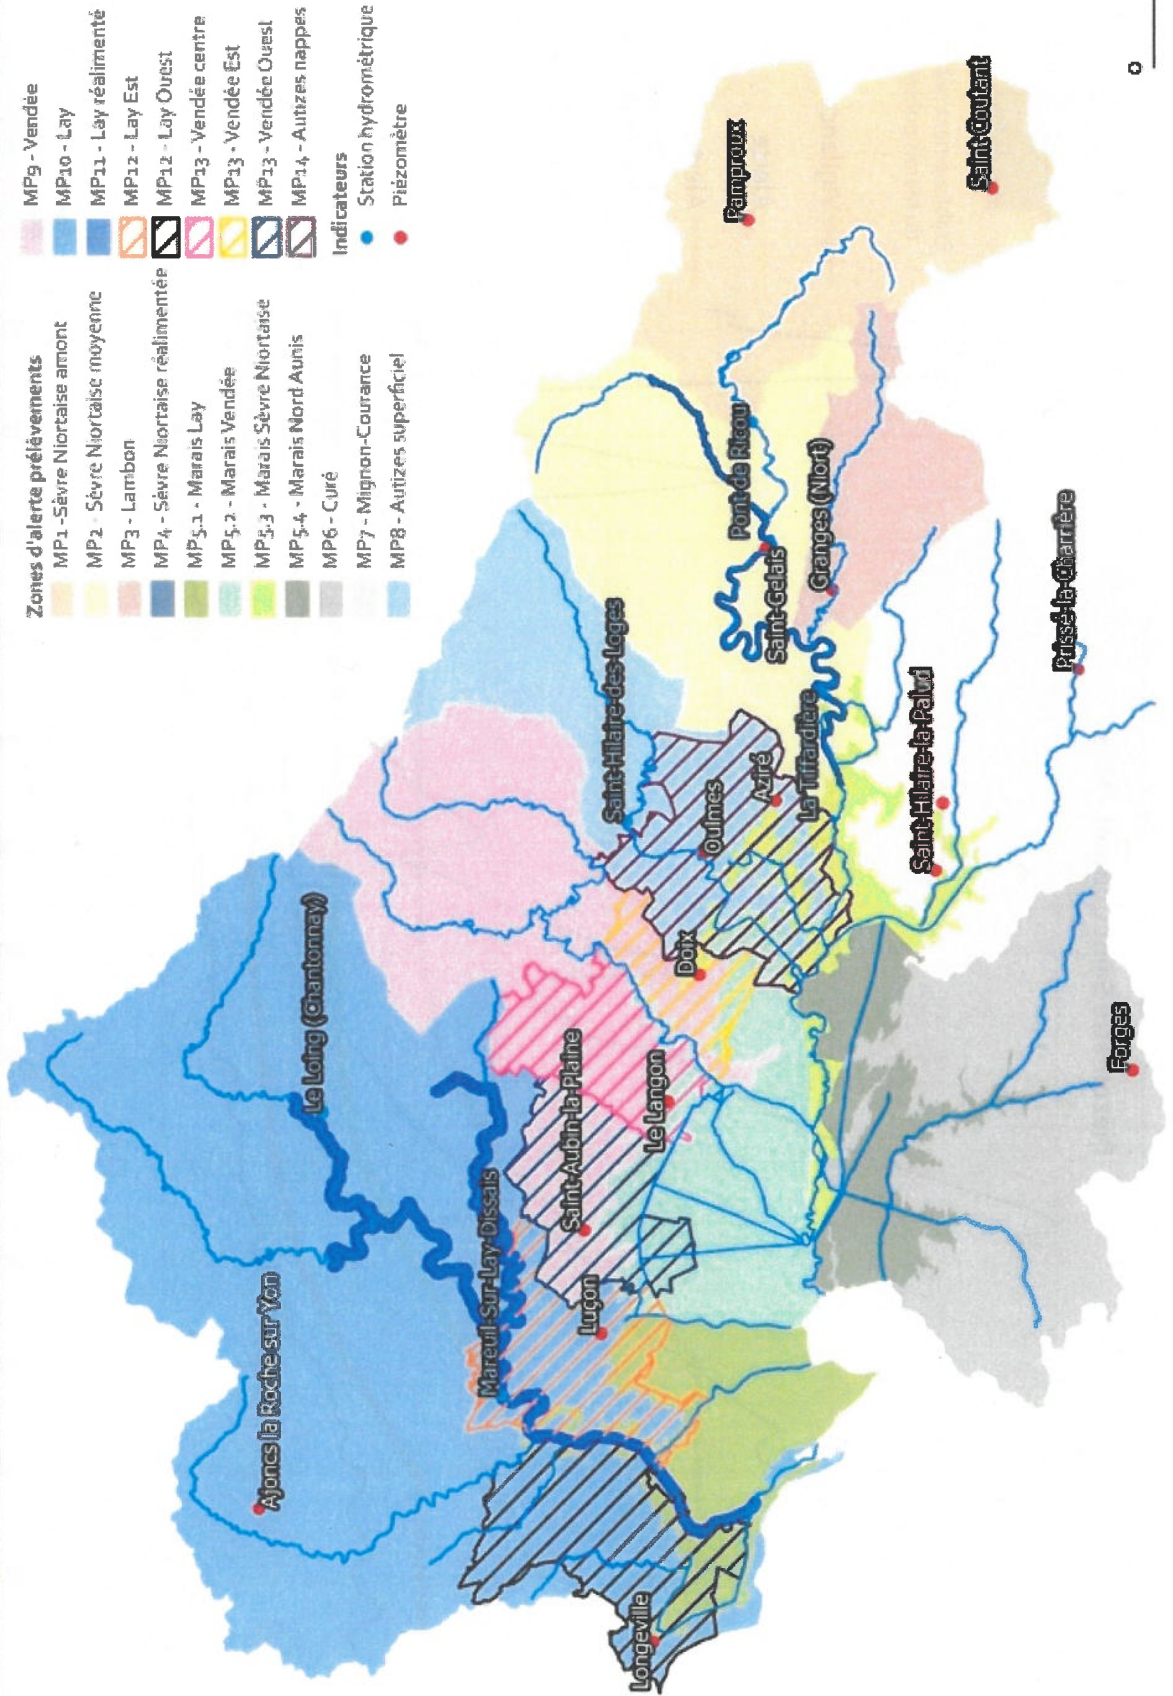 Zones d'alerte prélèvements
MP1 - Sèvre Niortaise amont
MP2 - Sèvre Niortaise moyenne
MP3 - Lambon
MP4 - Sèvre Niortaise réalimentée
MP5.1 - Marais Lay
MP5.2 - Marais Vendée
MP5.3 - Marais Sèvre Niortaise
MP5.4 - Marais Nord Aunis
MP6 - Curé
MP7 - Mignon-Courance
MP8 - Autizes superficiel
MP9 - Vendée
MP10 - Lay
MP11 - Lay réalimenté
MP12 - Lay Est
MP12 - Lay Ouest
MP13 - Vendée centre
MP13 - Vendée Est
MP13 - Vendée Ouest
MP14 - Autizes nappes
Indicateurs
Station hydrométrique
Piézomètre
Le Loing (Chantonnay)
Ajoncs la Roche sur Yon
Mareuil-Sur-Lay-Dissais
Saint-Hilaire-des-Loges
Saint-Aubin-la-Plaine
Luçon
Longeville
Le Langon
Doix
Oulmes
Aziré
La Tiffardière
Saint-Gelais
Pont de Ricou
Pamproux
Granges (Niort)
Saint-Coutant
Saint-Hilaire-la-Palud
Prissé-la-Charrière
Forges
0